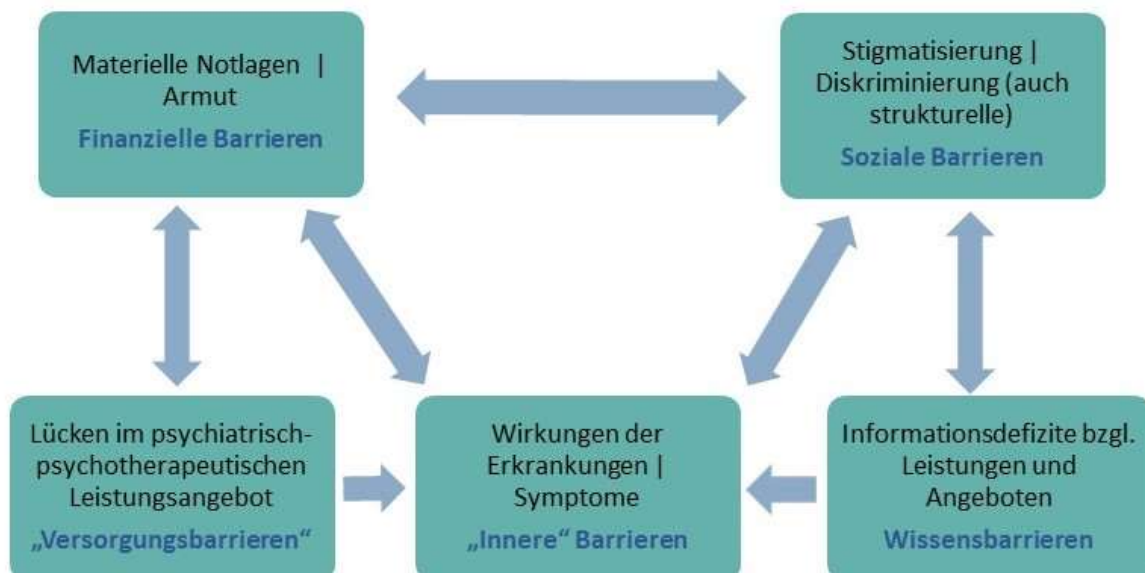 Materielle Notlagen |
Armut
Finanzielle Barrieren
Stigmatisierung |
Diskriminierung (auch
strukturelle)
Soziale Barrieren
Lücken im psychiatrisch-
psychotherapeutischen
Leistungsangebot
„Versorgungsbarrieren“
Wirkungen der
Erkrankungen |
Symptome
„Innere“ Barrieren
Informationsdefizite bzgl.
Leistungen und
Angeboten
Wissensbarrieren